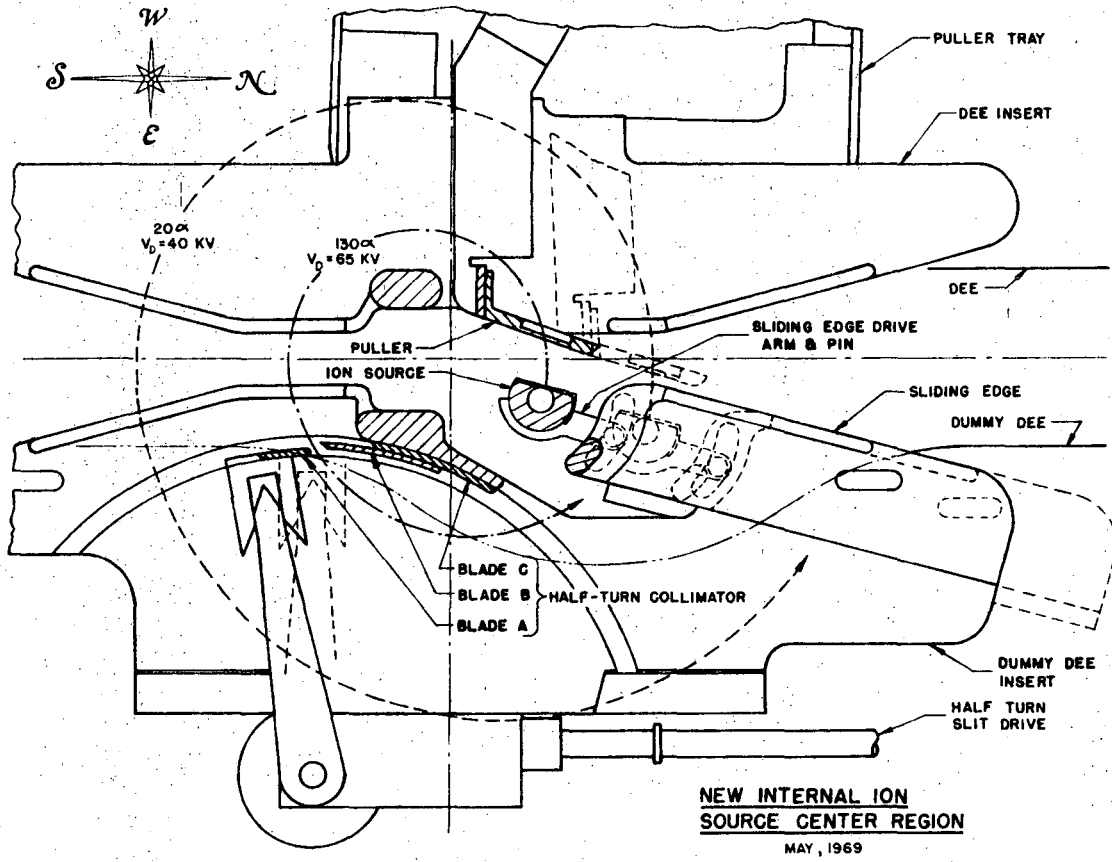 W
S
N
E
PULLER TRAY
DEE INSERT
20α
V_D = 40 KV
130α
V_D = 65 KV
DEE
PULLER
SLIDING EDGE DRIVE
ARM & PIN
ION SOURCE
SLIDING EDGE
DUMMY DEE
BLADE C
BLADE B
HALF-TURN COLLIMATOR
BLADE A
DUMMY DEE
INSERT
HALF TURN
SLIT DRIVE
NEW INTERNAL ION
SOURCE CENTER REGION
MAY, 1969